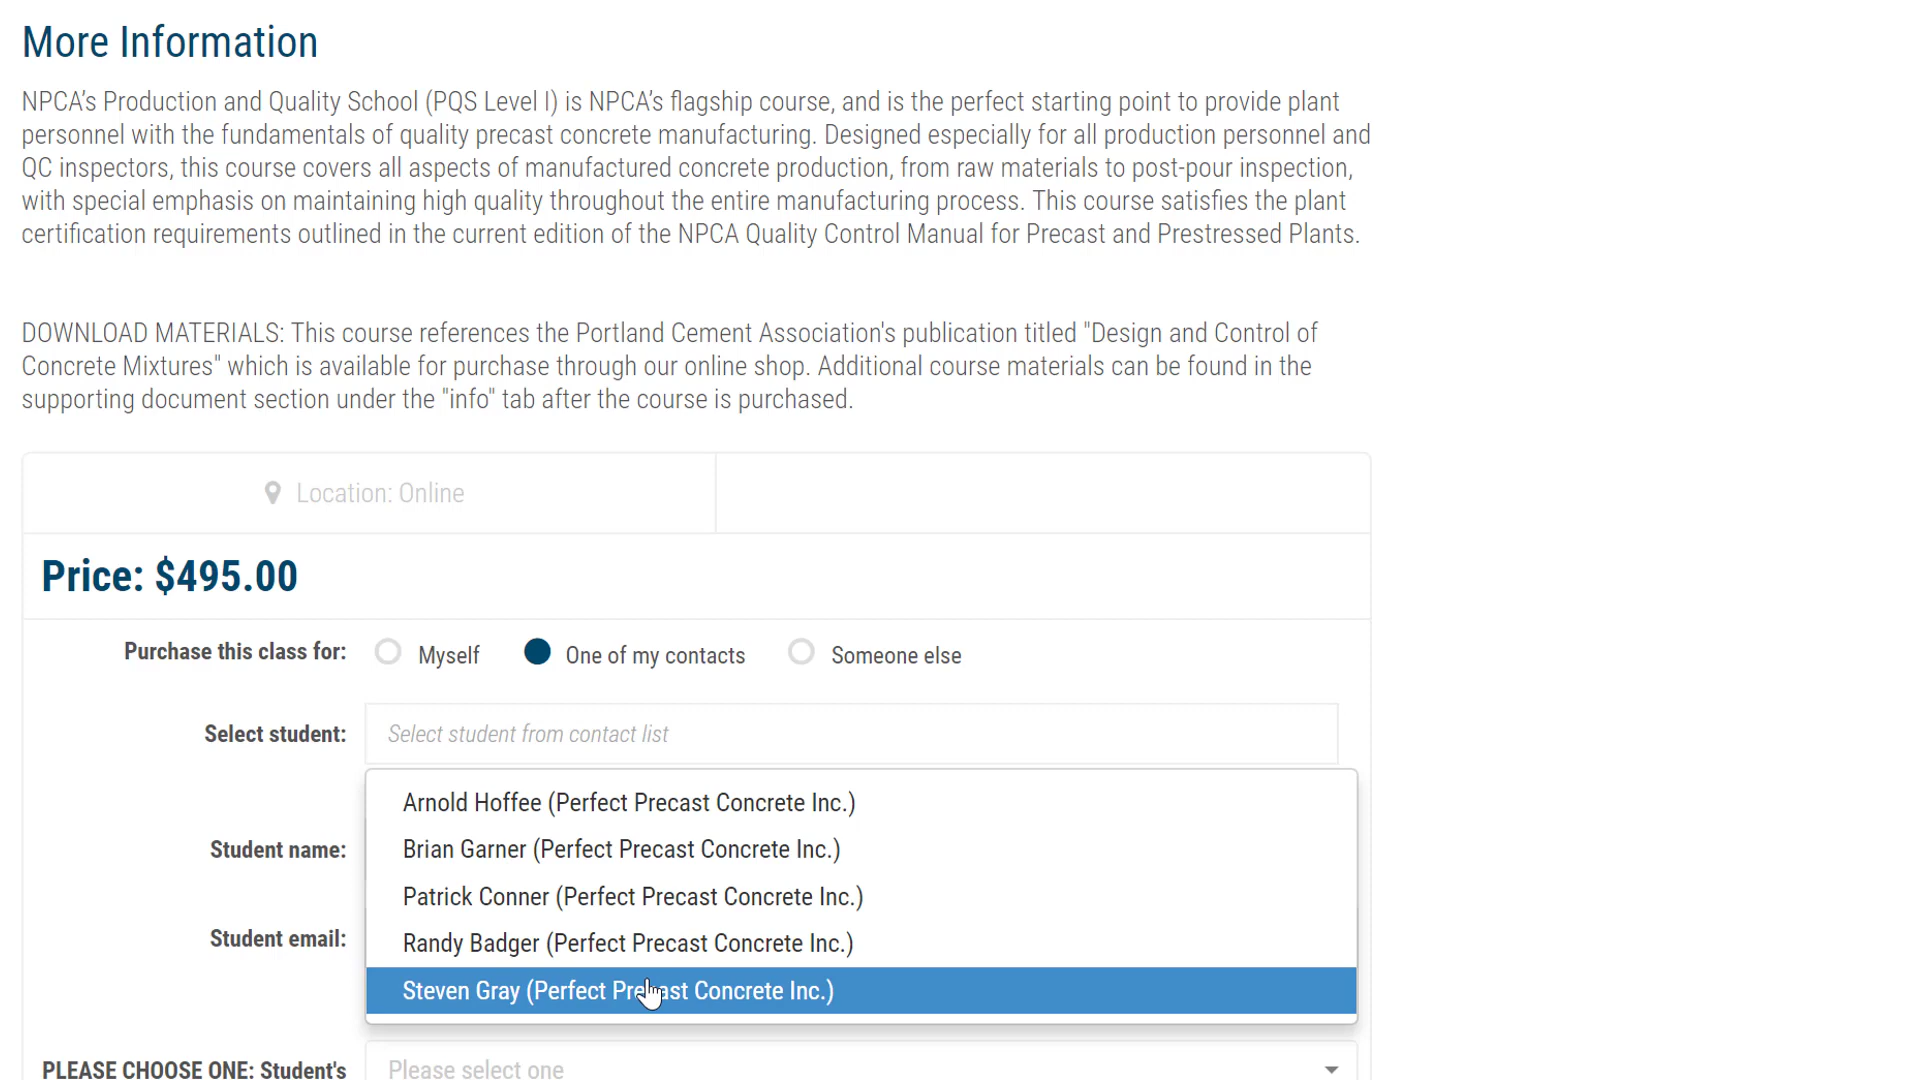 More Information
NPCA’s Production and Quality School (PQS Level I) is NPCA’s flagship course, and is the perfect starting point to provide plant
personnel with the fundamentals of quality precast concrete manufacturing. Designed especially for all production personnel and
QC inspectors, this course covers all aspects of manufactured concrete production, from raw materials to post-pour inspection,
with special emphasis on maintaining high quality throughout the entire manufacturing process. This course satisfies the plant
certification requirements outlined in the current edition of the NPCA Quality Control Manual for Precast and Prestressed Plants.
DOWNLOAD MATERIALS: This course references the Portland Cement Association's publication titled "Design and Control of
Concrete Mixtures" which is available for purchase through our online shop. Additional course materials can be found in the
supporting document section under the "info" tab after the course is purchased.
Location: Online
Price: $495.00
Purchase this class for: Myself One of my contacts Someone else
Select student: Select student from contact list
Arnold Hoffee (Perfect Precast Concrete Inc.)
Student name: Brian Garner (Perfect Precast Concrete Inc.)
Patrick Conner (Perfect Precast Concrete Inc.)
Student email: Randy Badger (Perfect Precast Concrete Inc.)
Steven Gray (Perfect Precast Concrete Inc.)
PLEASE CHOOSE ONE: Student's Please select one